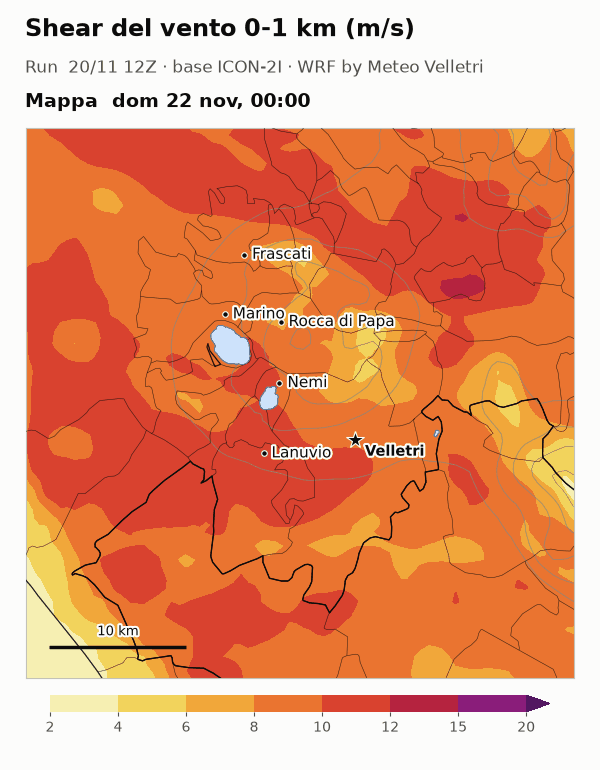 Shear del vento 0-1 km (m/s)
Run  20/11 12Z · base ICON-2I · WRF by Meteo Velletri
Mappa  dom 22 nov, 00:00
Frascati
Marino
Rocca di Papa
Nemi
Velletri
Lanuvio
10 km
2 4 6 8 10 12 15 20